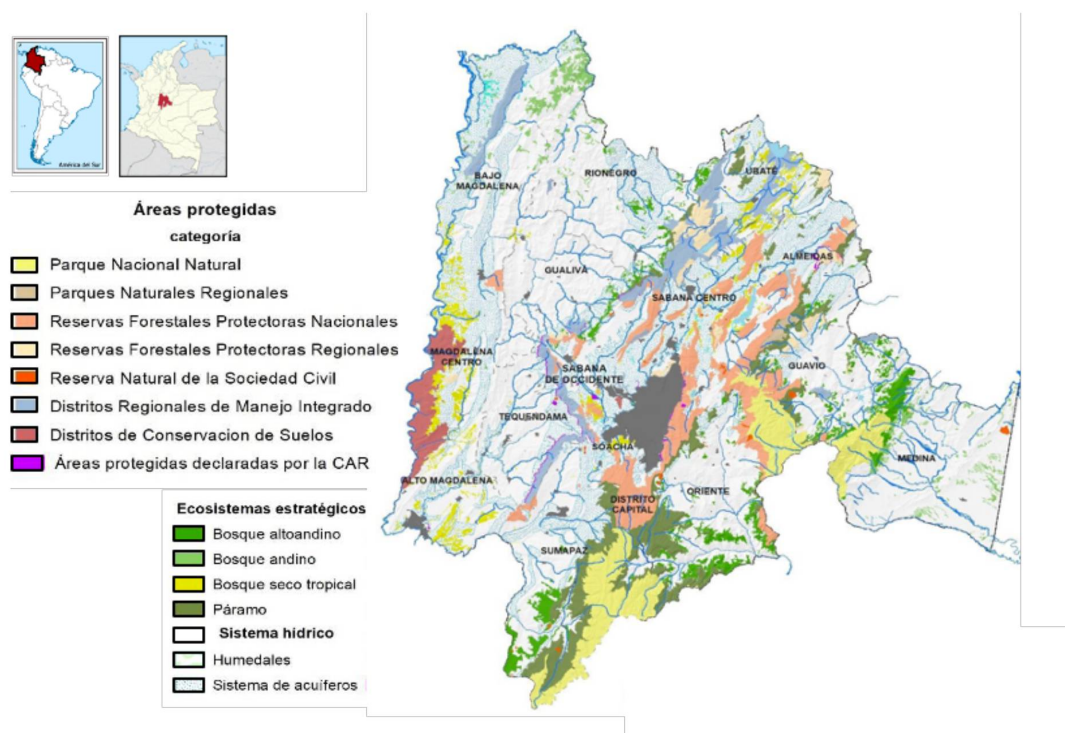 América del Sur
Áreas protegidas
categoría
Parque Nacional Natural
Parques Naturales Regionales
Reservas Forestales Protectoras Nacionales
Reservas Forestales Protectoras Regionales
Reserva Natural de la Sociedad Civil
Distritos Regionales de Manejo Integrado
Distritos de Conservacion de Suelos
Áreas protegidas declaradas por la CAR
Ecosistemas estratégicos
Bosque altoandino
Bosque andino
Bosque seco tropical
Páramo
Sistema hídrico
Humedales
Sistema de acuíferos
BAJO
MAGDALENA
RIONEGRO
UBATÉ
GUALIVÁ
ALMEIDAS
SABANA CENTRO
MAGDALENA
CENTRO
SABANA
DE OCCIDENTE
GUAVIO
TEQUENDAMA
SOACHA
MEDINA
ALTO MAGDALENA
DISTRITO
CAPITAL
ORIENTE
SUMAPAZ